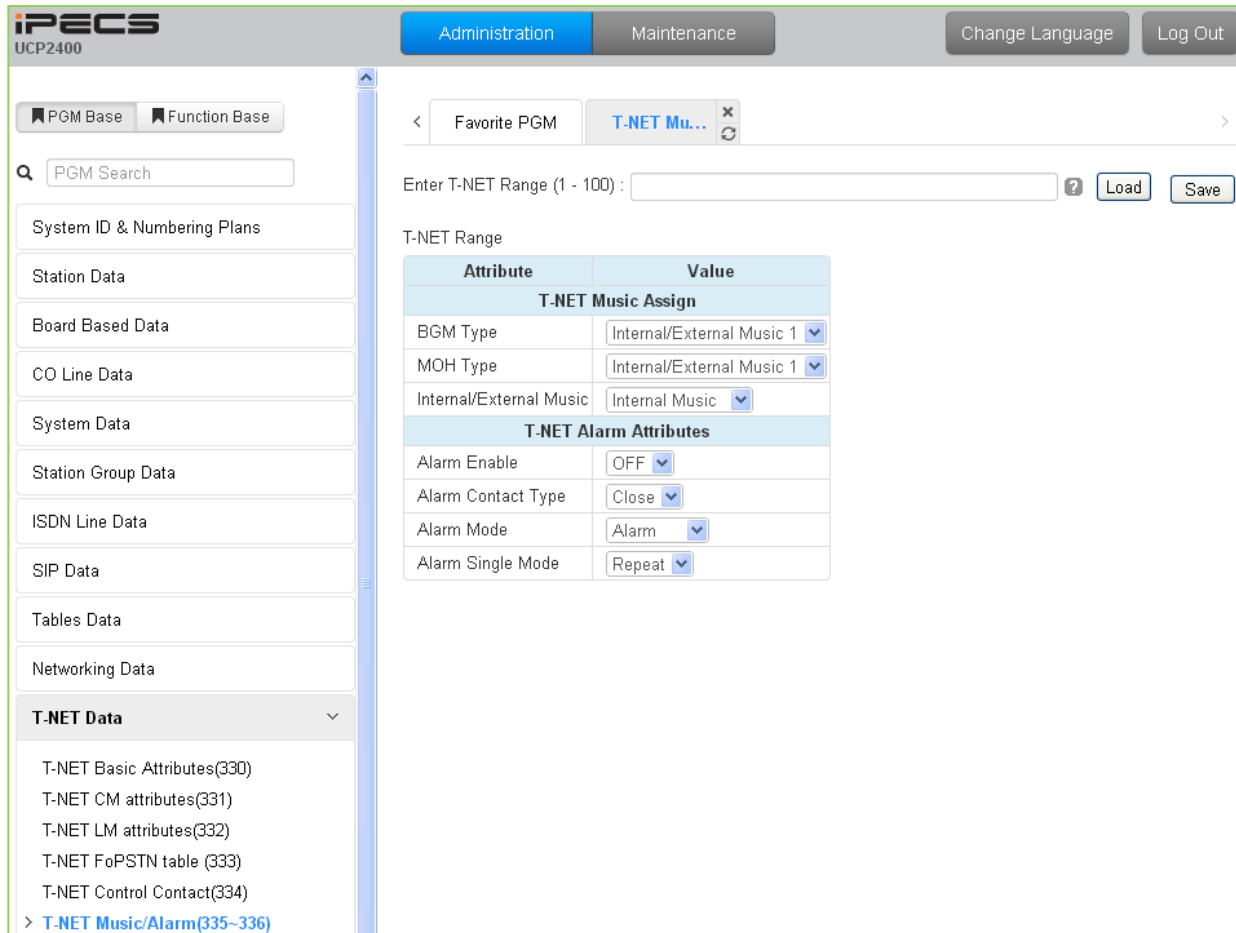 iPECS
UCP2400
Administration
Maintenance
Change Language
Log Out
PGM Base
Function Base
PGM Search
System ID & Numbering Plans
Station Data
Board Based Data
CO Line Data
System Data
Station Group Data
ISDN Line Data
SIP Data
Tables Data
Networking Data
T-NET Data
T-NET Basic Attributes(330)
T-NET CM attributes(331)
T-NET LM attributes(332)
T-NET FoPSTN table (333)
T-NET Control Contact(334)
> T-NET Music/Alarm(335~336)
< Favorite PGM T-NET Mu... >
Enter T-NET Range (1 - 100) : Load Save
T-NET Range
Attribute Value
T-NET Music Assign
BGM Type Internal/External Music 1
MOH Type Internal/External Music 1
Internal/External Music Internal Music
T-NET Alarm Attributes
Alarm Enable OFF
Alarm Contact Type Close
Alarm Mode Alarm
Alarm Single Mode Repeat